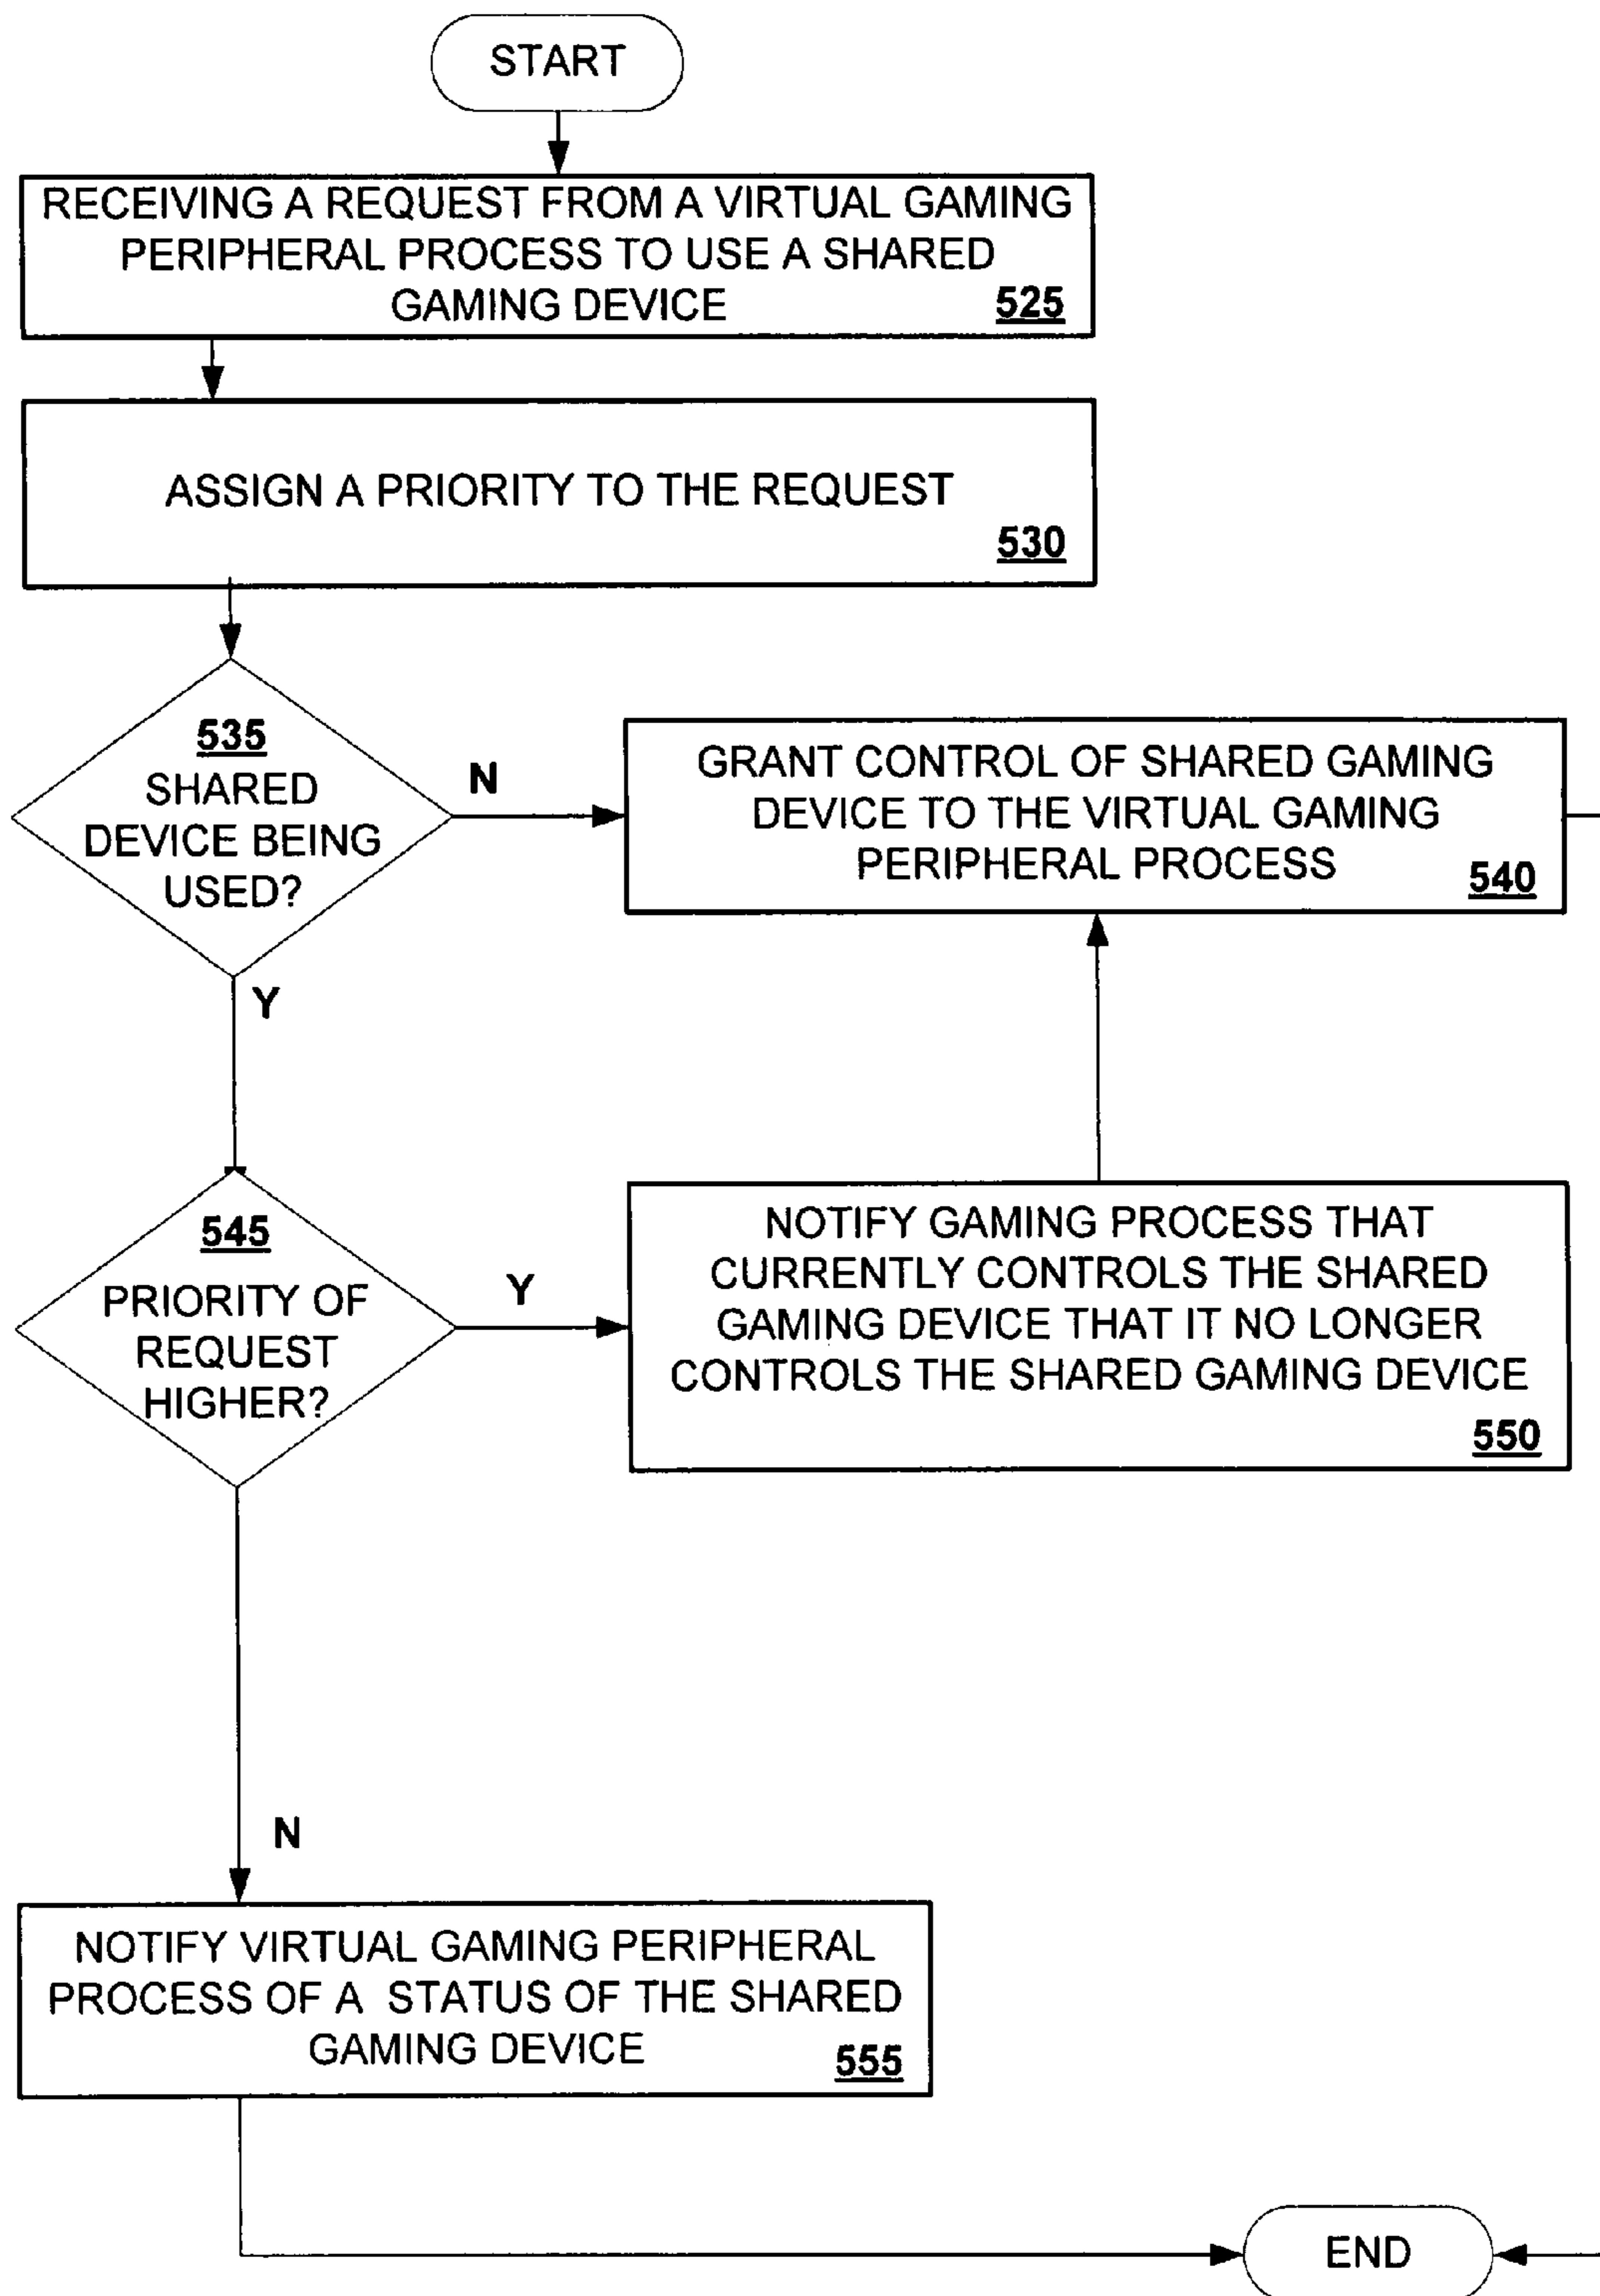 START
RECEIVING A REQUEST FROM A VIRTUAL GAMING
PERIPHERAL PROCESS TO USE A SHARED
GAMING DEVICE
525
ASSIGN A PRIORITY TO THE REQUEST
530
535
SHARED
DEVICE BEING
USED?
N
GRANT CONTROL OF SHARED GAMING
DEVICE TO THE VIRTUAL GAMING
PERIPHERAL PROCESS
540
Y
545
PRIORITY OF
REQUEST
HIGHER?
Y
NOTIFY GAMING PROCESS THAT
CURRENTLY CONTROLS THE SHARED
GAMING DEVICE THAT IT NO LONGER
CONTROLS THE SHARED GAMING DEVICE
550
N
NOTIFY VIRTUAL GAMING PERIPHERAL
PROCESS OF A STATUS OF THE SHARED
GAMING DEVICE
555
END